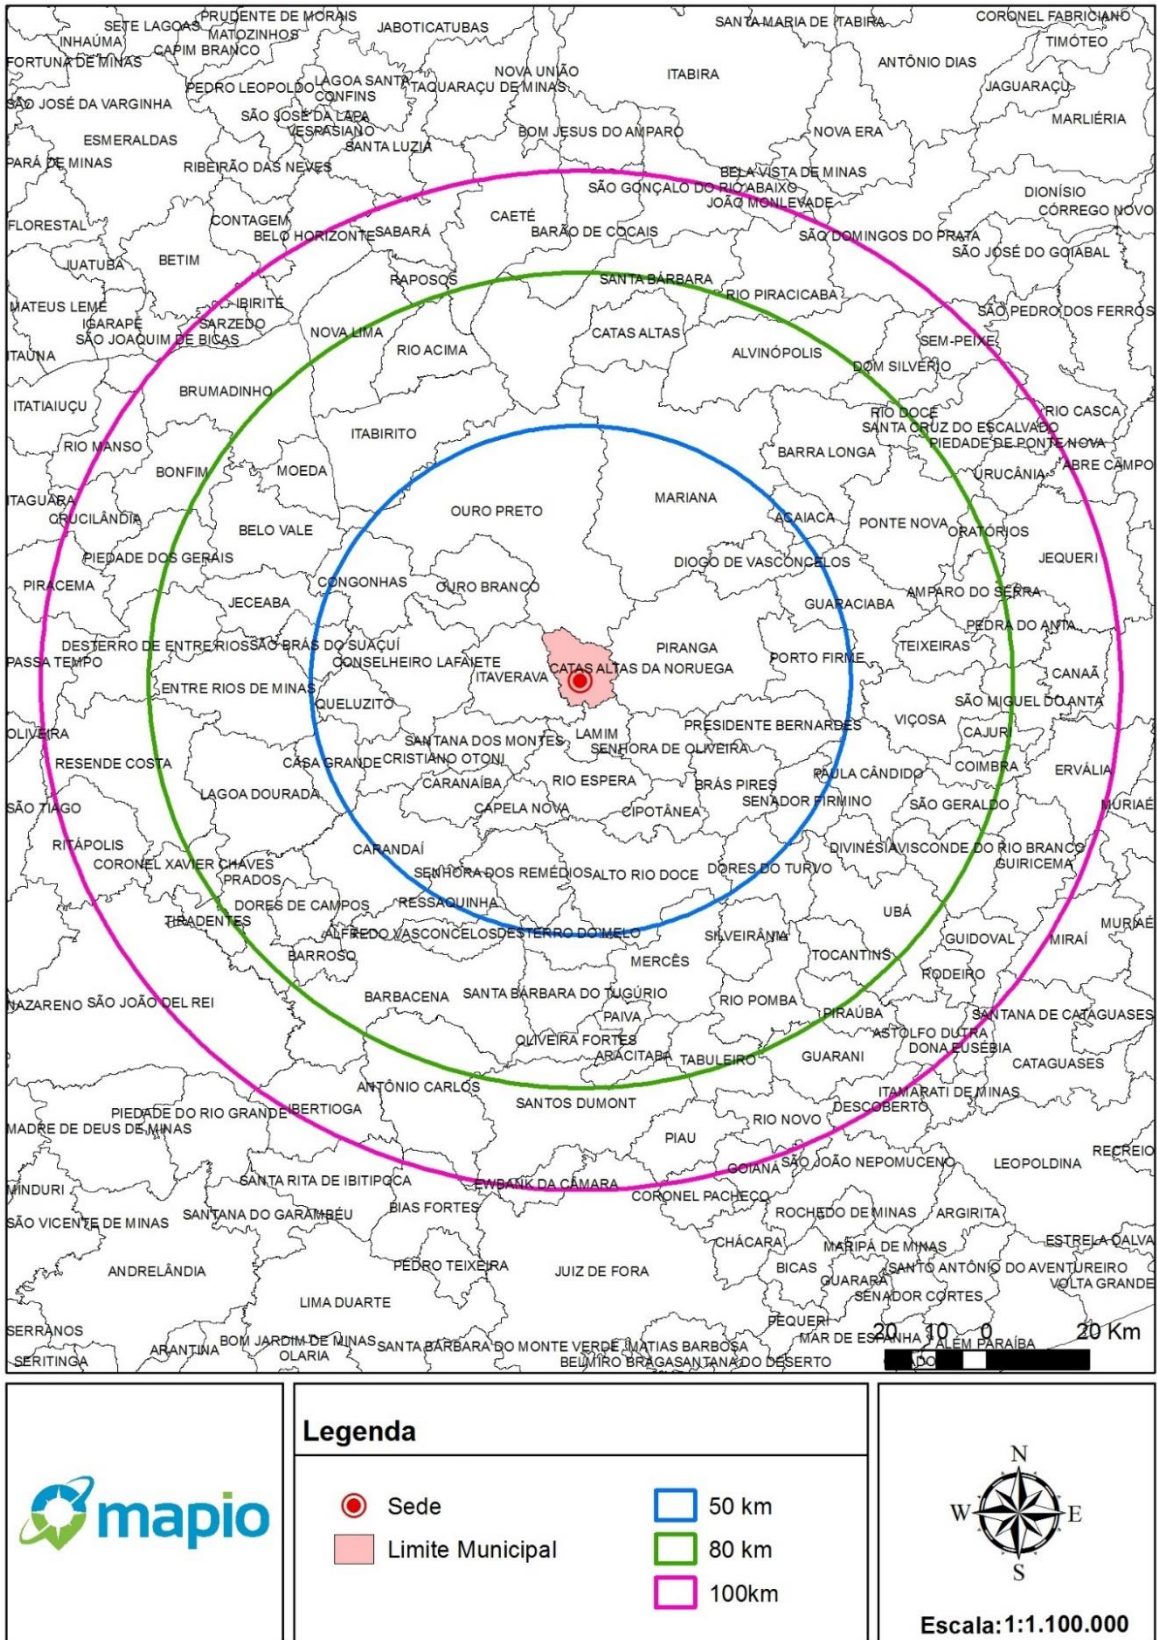 PRUDENTE DE MORAIS
SETE LAGOAS
MATOZINHOS
INHAÚMA
CAPIM BRANCO
JABOTICATUBAS
SANTA MARIA DE ITABIRA
CORONEL FABRICIANO
TIMÓTEO
FORTUNA DE MINAS
NOVA UNIÃO
ITABIRA
ANTÔNIO DIAS
PEDRO LEOPOLDO
LAGOA SANTA
CONFINS
TAQUARAÇU DE MINAS
JAGUARAÇU
SÃO JOSÉ DA VARGINHA
SÃO JOSÉ DA LAPA
VESPASIANO
MARLIÉRIA
ESMERALDAS
SANTA LUZIA
BOM JESUS DO AMPARO
NOVA ERA
PARÁ DE MINAS
RIBEIRÃO DAS NEVES
BELA VISTA DE MINAS
SÃO GONÇALO DO RIO ABAIXO
JOÃO MONLEVADE
DIONÍSIO
CÓRREGO NOVO
FLORESTAL
CONTAGEM
BELO HORIZONTE
SABARÁ
CAETÉ
BARÃO DE COCAIS
SÃO DOMINGOS DO PRATA
SÃO JOSÉ DO GOIABAL
JUATUBA
BETIM
RAPOSOS
SANTA BÁRBARA
RIO PIRACICABA
MATEUS LEME
IBIRITÉ
SÃO PEDRO DOS FERROS
IGARAPÉ
SARZEDO
SÃO JOAQUIM DE BICAS
NOVA LIMA
RIO ACIMA
CATAS ALTAS
ALVINÓPOLIS
SEM-PEIXE
ITAÚNA
DOM SILVÉRIO
BRUMADINHO
ITATIAIUÇU
RIO DOCE
SANTA CRUZ DO ESCALVADO
RIO CASCA
RIO MANSO
ITABIRITO
BARRA LONGA
PIEDADE DE PONTE NOVA
BONFIM
MOEDA
URUCÂNIA
ABRE CAMPO
ITAGUARA
CRUCILÂNDIA
OURO PRETO
MARIANA
ACAIACA
PONTE NOVA
ORATÓRIOS
BELO VALE
PIEDADE DOS GERAIS
DIOGO DE VASCONCELOS
JEQUERI
PIRACEMA
CONGONHAS
OURO BRANCO
JECEABA
GUARACIABA
AMPARO DO SERRA
PEDRA DO ANTA
DESTERRO DE ENTRE RIOS
SÃO BRÁS DO SUAÇUÍ
PIRANGA
TEIXEIRAS
PASSA TEMPO
CONSELHEIRO LAFAIETE
ITAVERAVA
CATAS ALTAS DA NORUEGA
PORTO FIRME
CANAÃ
ENTRE RIOS DE MINAS
QUELUZITO
SÃO MIGUEL DO ANTA
OLIVEIRA
PRESIDENTE BERNARDES
VIÇOSA
CAJURI
SANTANA DOS MONTES
LAMIM
SENHORA DE OLIVEIRA
RESENDE COSTA
CASA GRANDE
CRISTIANO OTONI
PAULA CÂNDIDO
COIMBRA
ERVÁLIA
LAGOA DOURADA
CARANAÍBA
RIO ESPERA
BRÁS PIRES
SÃO TIAGO
CAPELA NOVA
CIPOTÂNEA
SENADOR FIRMINO
SÃO GERALDO
MURIAÉ
RITÁPOLIS
CARANDAÍ
DIVINÉSIA
VISCONDE DO RIO BRANCO
CORONEL XAVIER CHAVES
PRADOS
SENHORA DOS REMÉDIOS
ALTO RIO DOCE
DORES DO TURVO
GUIRICEMA
TIRADENTES
DORES DE CAMPOS
RESSAQUINHA
UBÁ
MURIAÉ
ALFREDO VASCONCELOS
DESTERRO DO MELO
SILVEIRÂNIA
GUIDOVAL
MIRAÍ
BARROSO
MERCÊS
TOCANTINS
RODEIRO
NAZARENO
SÃO JOÃO DEL REI
BARBACENA
SANTA BÁRBARA DO TUGÚRIO
RIO POMBA
PAIVA
PIRAÚBA
SANTANA DE CATAGUASES
OLIVEIRA FORTES
ASTOLFO DUTRA
ARACITABA
TABULEIRO
GUARANI
DONA EUSÉBIA
CATAGUASES
ANTÔNIO CARLOS
SANTOS DUMONT
ITAMARATI DE MINAS
PIEDADE DO RIO GRANDE
IBERTIOGA
DESCOBERTO
MADRE DE DEUS DE MINAS
RIO NOVO
PIAU
RECREIO
GOIANÁ
SÃO JOÃO NEPOMUCENO
LEOPOLDINA
MINDURI
SANTA RITA DE IBITIPOCA
EWBANK DA CÂMARA
CORONEL PACHECO
SÃO VICENTE DE MINAS
SANTANA DO GARAMBÉU
BIAS FORTES
ROCHEDO DE MINAS
ARGIRITA
CHÁCARA
MARIPÁ DE MINAS
ESTRELA DALVA
ANDRELÂNDIA
PEDRO TEIXEIRA
JUIZ DE FORA
BICAS
GUARARÁ
SANTO ANTÔNIO DO AVENTUREIRO
VOLTA GRANDE
LIMA DUARTE
SENADOR CORTES
SERRANOS
PEQUERI
MAR DE ESPANHA
ALÉM PARAÍBA
ARANTINA
BOM JARDIM DE MINAS
OLARIA
SANTA BÁRBARA DO MONTE VERDE
MATIAS BARBOSA
SERITINGA
BELMIRO BRAGA
SANTANA DO DESERTO
20 10 0 20 Km
mapio
Legenda
Sede
Limite Municipal
50 km
80 km
100km
N
W
E
S
Escala:1:1.100.000